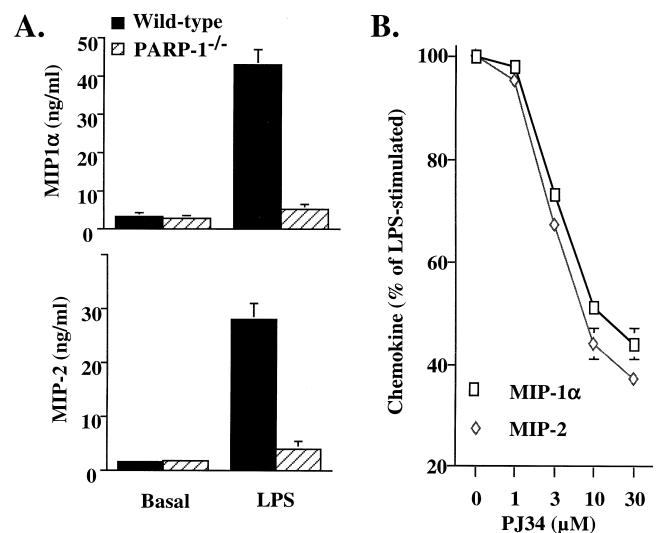 A.
Wild-type
PARP-1-/-
MIP1α (ng/ml)
50
40
30
20
10
0
MIP-2 (ng/ml)
30
20
10
0
Basal LPS
B.
Chemokine (% of LPS-stimulated)
100
80
60
40
20
MIP-1α
MIP-2
0 1 3 10 30
PJ34 (µM)